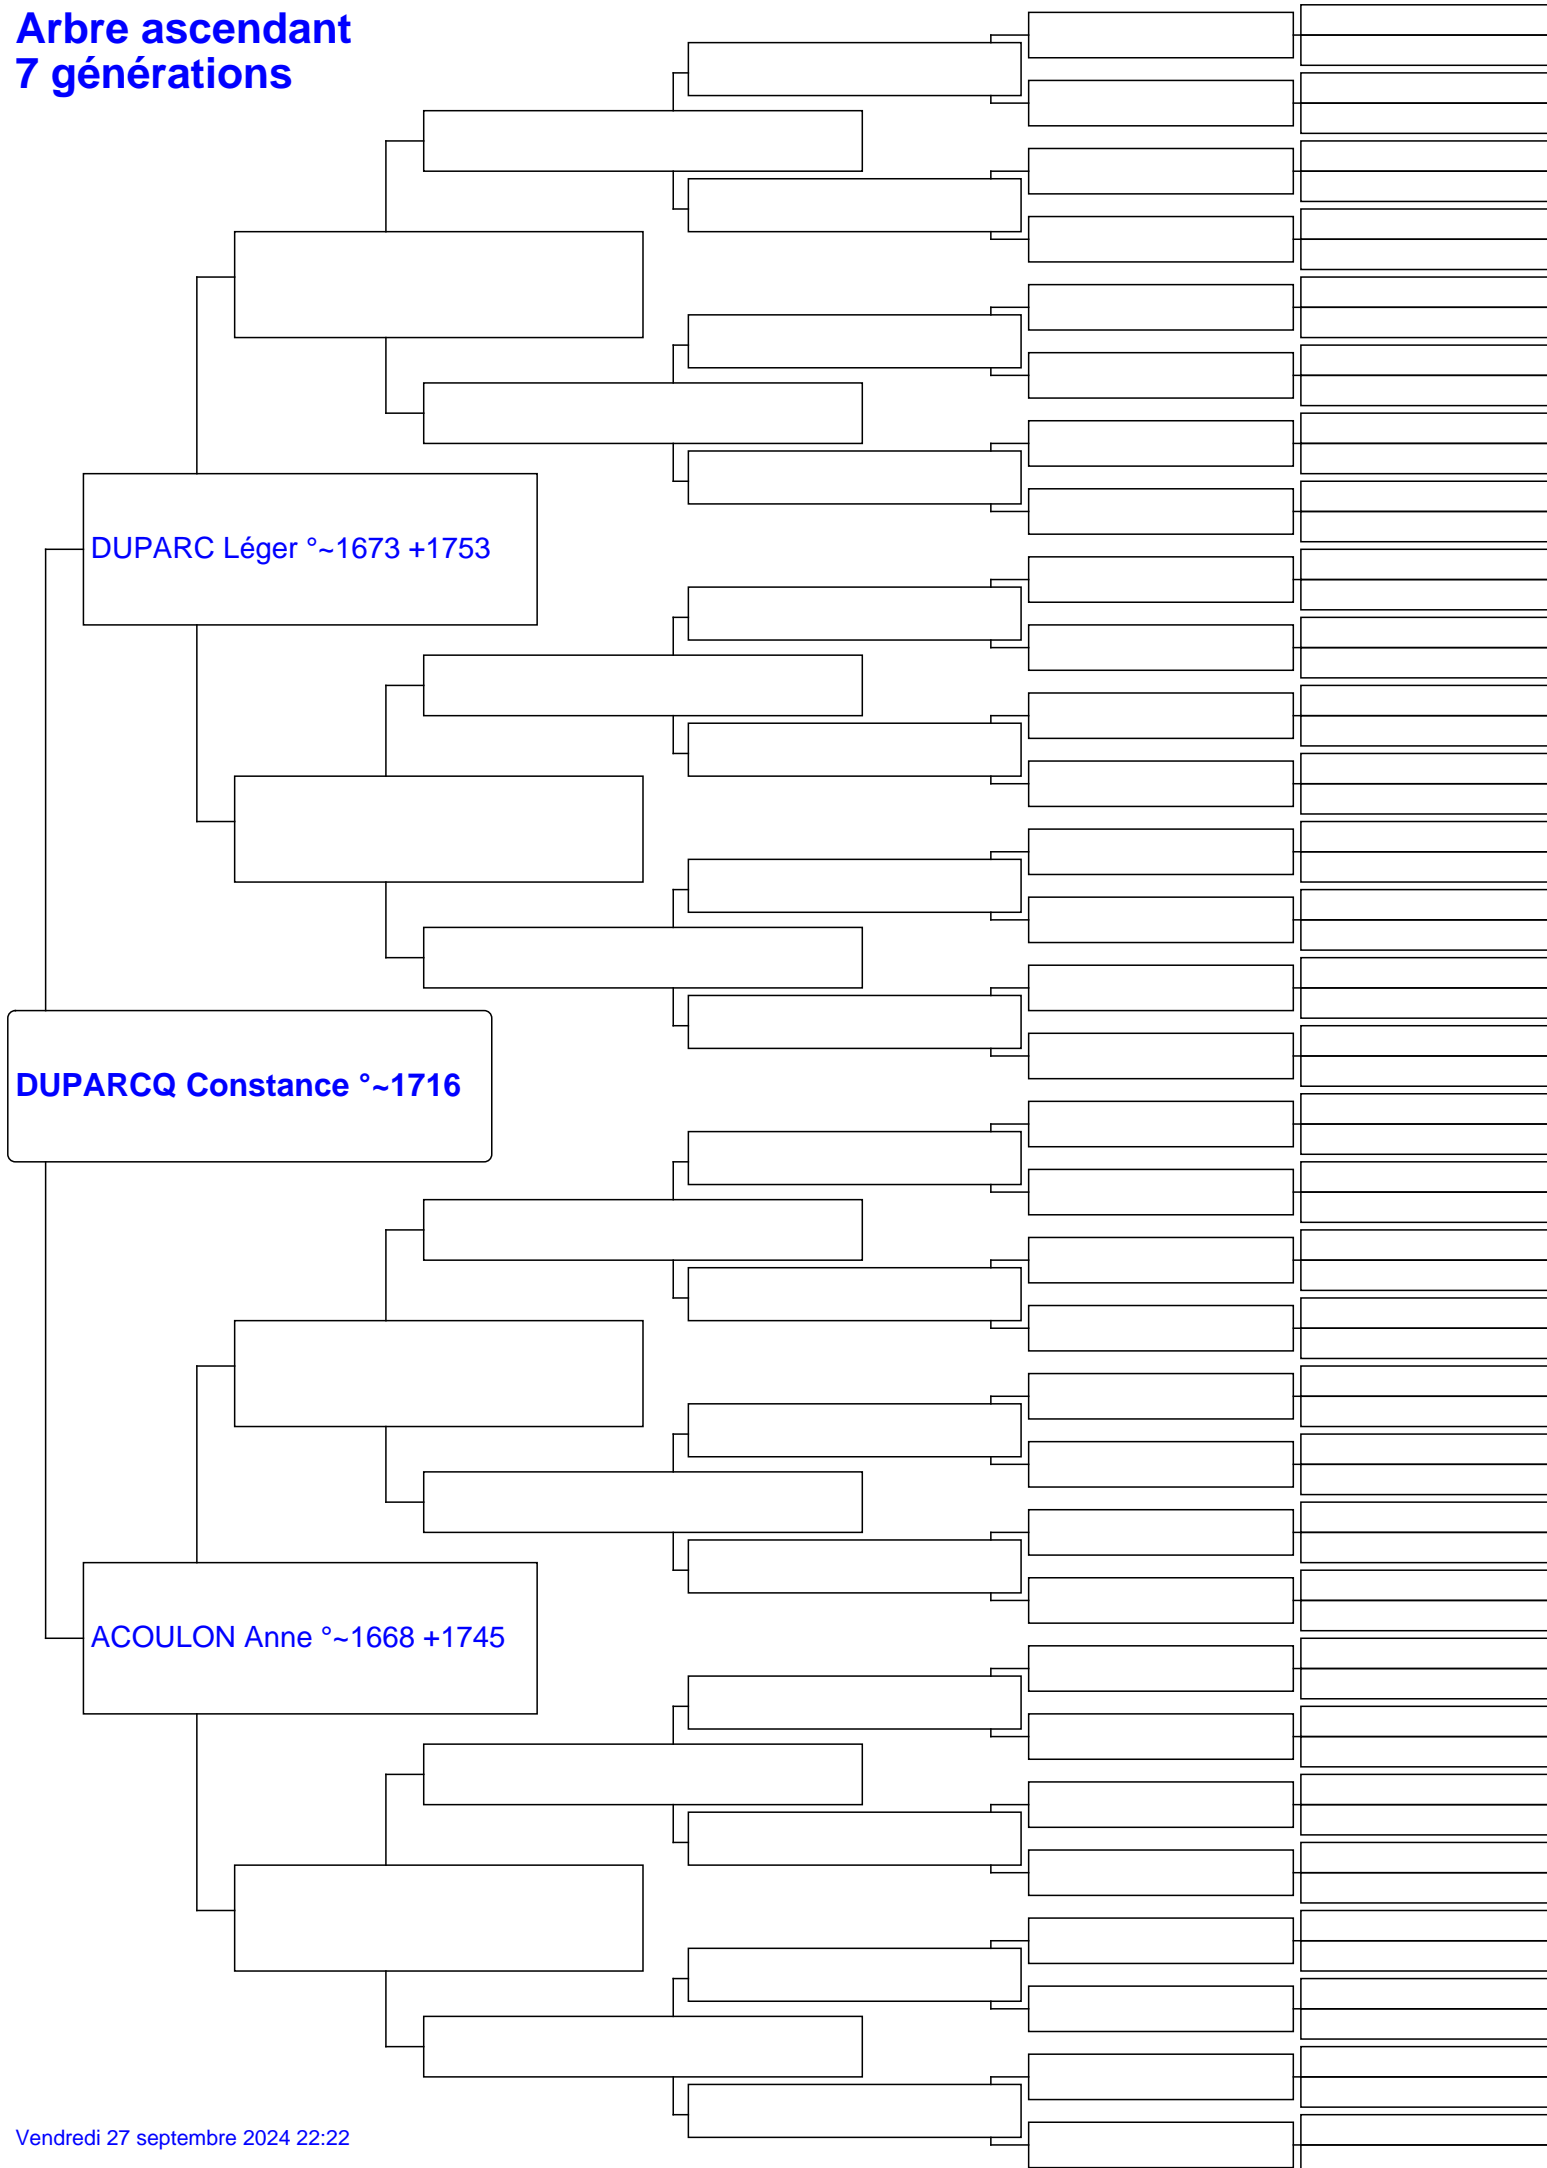 Arbre ascendant
7 générations
DUPARC Léger °~1673 +1753
DUPARCQ Constance °~1716
ACOULON Anne °~1668 +1745
Vendredi 27 septembre 2024 22:22